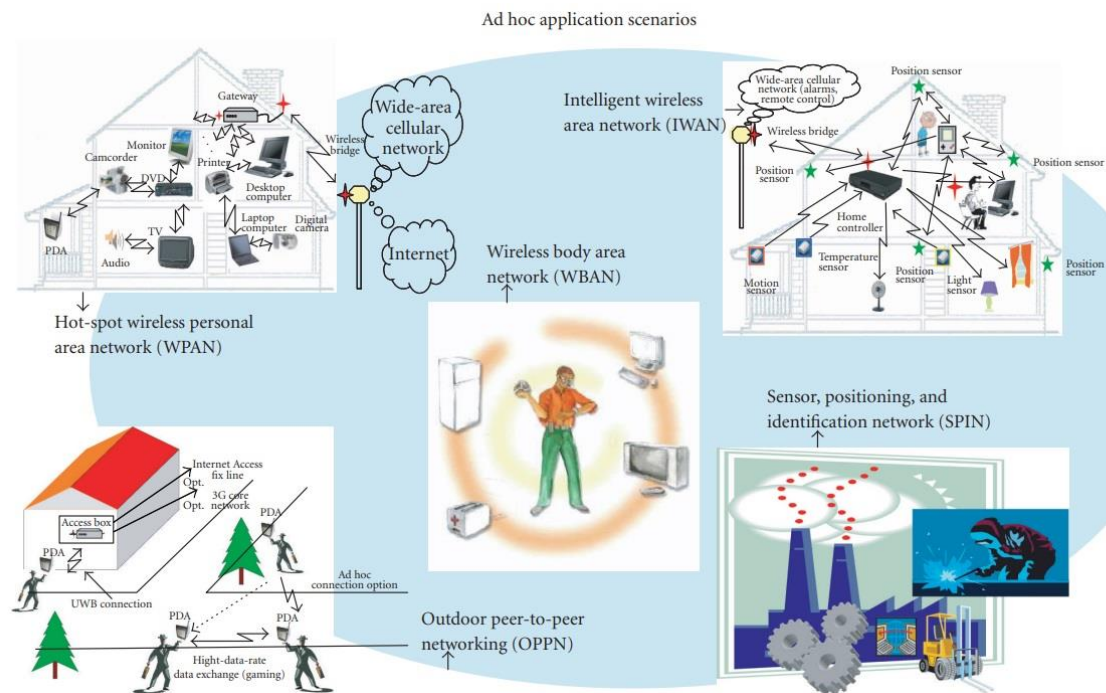 Ad hoc application scenarios
Gateway
Monitor
Camcorder
DVD
Printer
Desktop
computer
PDA
Audio
TV
Laptop
computer
Digital
camera
Wireless
bridge
Wide-area
cellular
network
Internet
Hot-spot wireless personal
area network (WPAN)
Intelligent wireless
area network (IWAN)
Wide-area cellular
network (alarms,
remote control)
Wireless bridge
Position sensor
Position
sensor
Position sensor
Home
controller
Motion
sensor
Temperature
sensor
Position
sensor
Light
sensor
Position
sensor
Wireless body area
network (WBAN)
Sensor, positioning, and
identification network (SPIN)
Internet Access
fix line
Opt.
Opt.
3G core
network
Access box
PDA
PDA
UWB connection
Ad hoc
connection option
PDA
PDA
Hight-data-rate
data exchange (gaming)
Outdoor peer-to-peer
networking (OPPN)